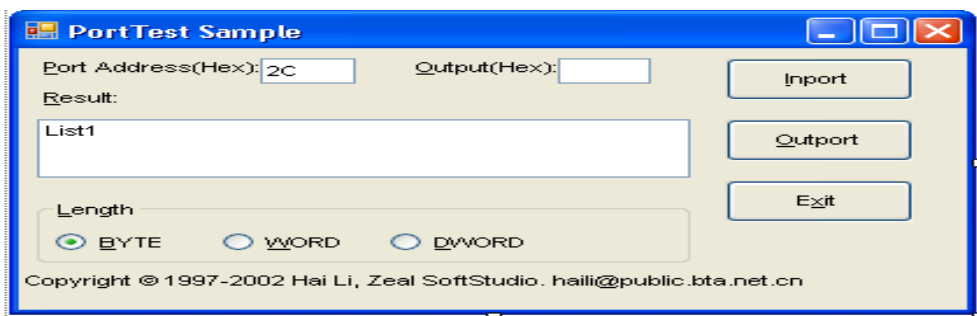 PortTest Sample
Port Address(Hex): 2C Output(Hex):
Inport
Result:
List1
Outport
Exit
Length
BYTE WORD DWORD
Copyright © 1997-2002 Hai Li, Zeal SoftStudio. haili@public.bta.net.cn